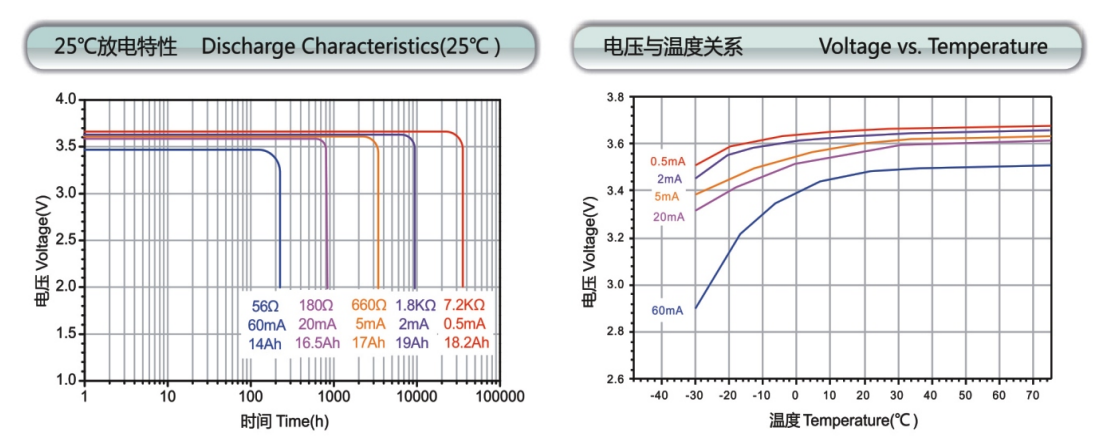 25℃放电特性 Discharge Characteristics(25℃ )
4.0
3.5
3.0
2.5
2.0
1.5
1.0
电压 Voltage(V)
56Ω 180Ω 660Ω 1.8KΩ 7.2KΩ
60mA 20mA 5mA 2mA 0.5mA
14Ah 16.5Ah 17Ah 19Ah 18.2Ah
1 10 100 1000 10000 100000
时间 Time(h)
电压与温度关系 Voltage vs. Temperature
3.8
3.6
3.4
3.2
3.0
2.8
2.6
电压 Voltage(V)
0.5mA
2mA
5mA
20mA
60mA
-40 -30 -20 -10 0 10 20 30 40 50 60 70
温度 Temperature(℃ )